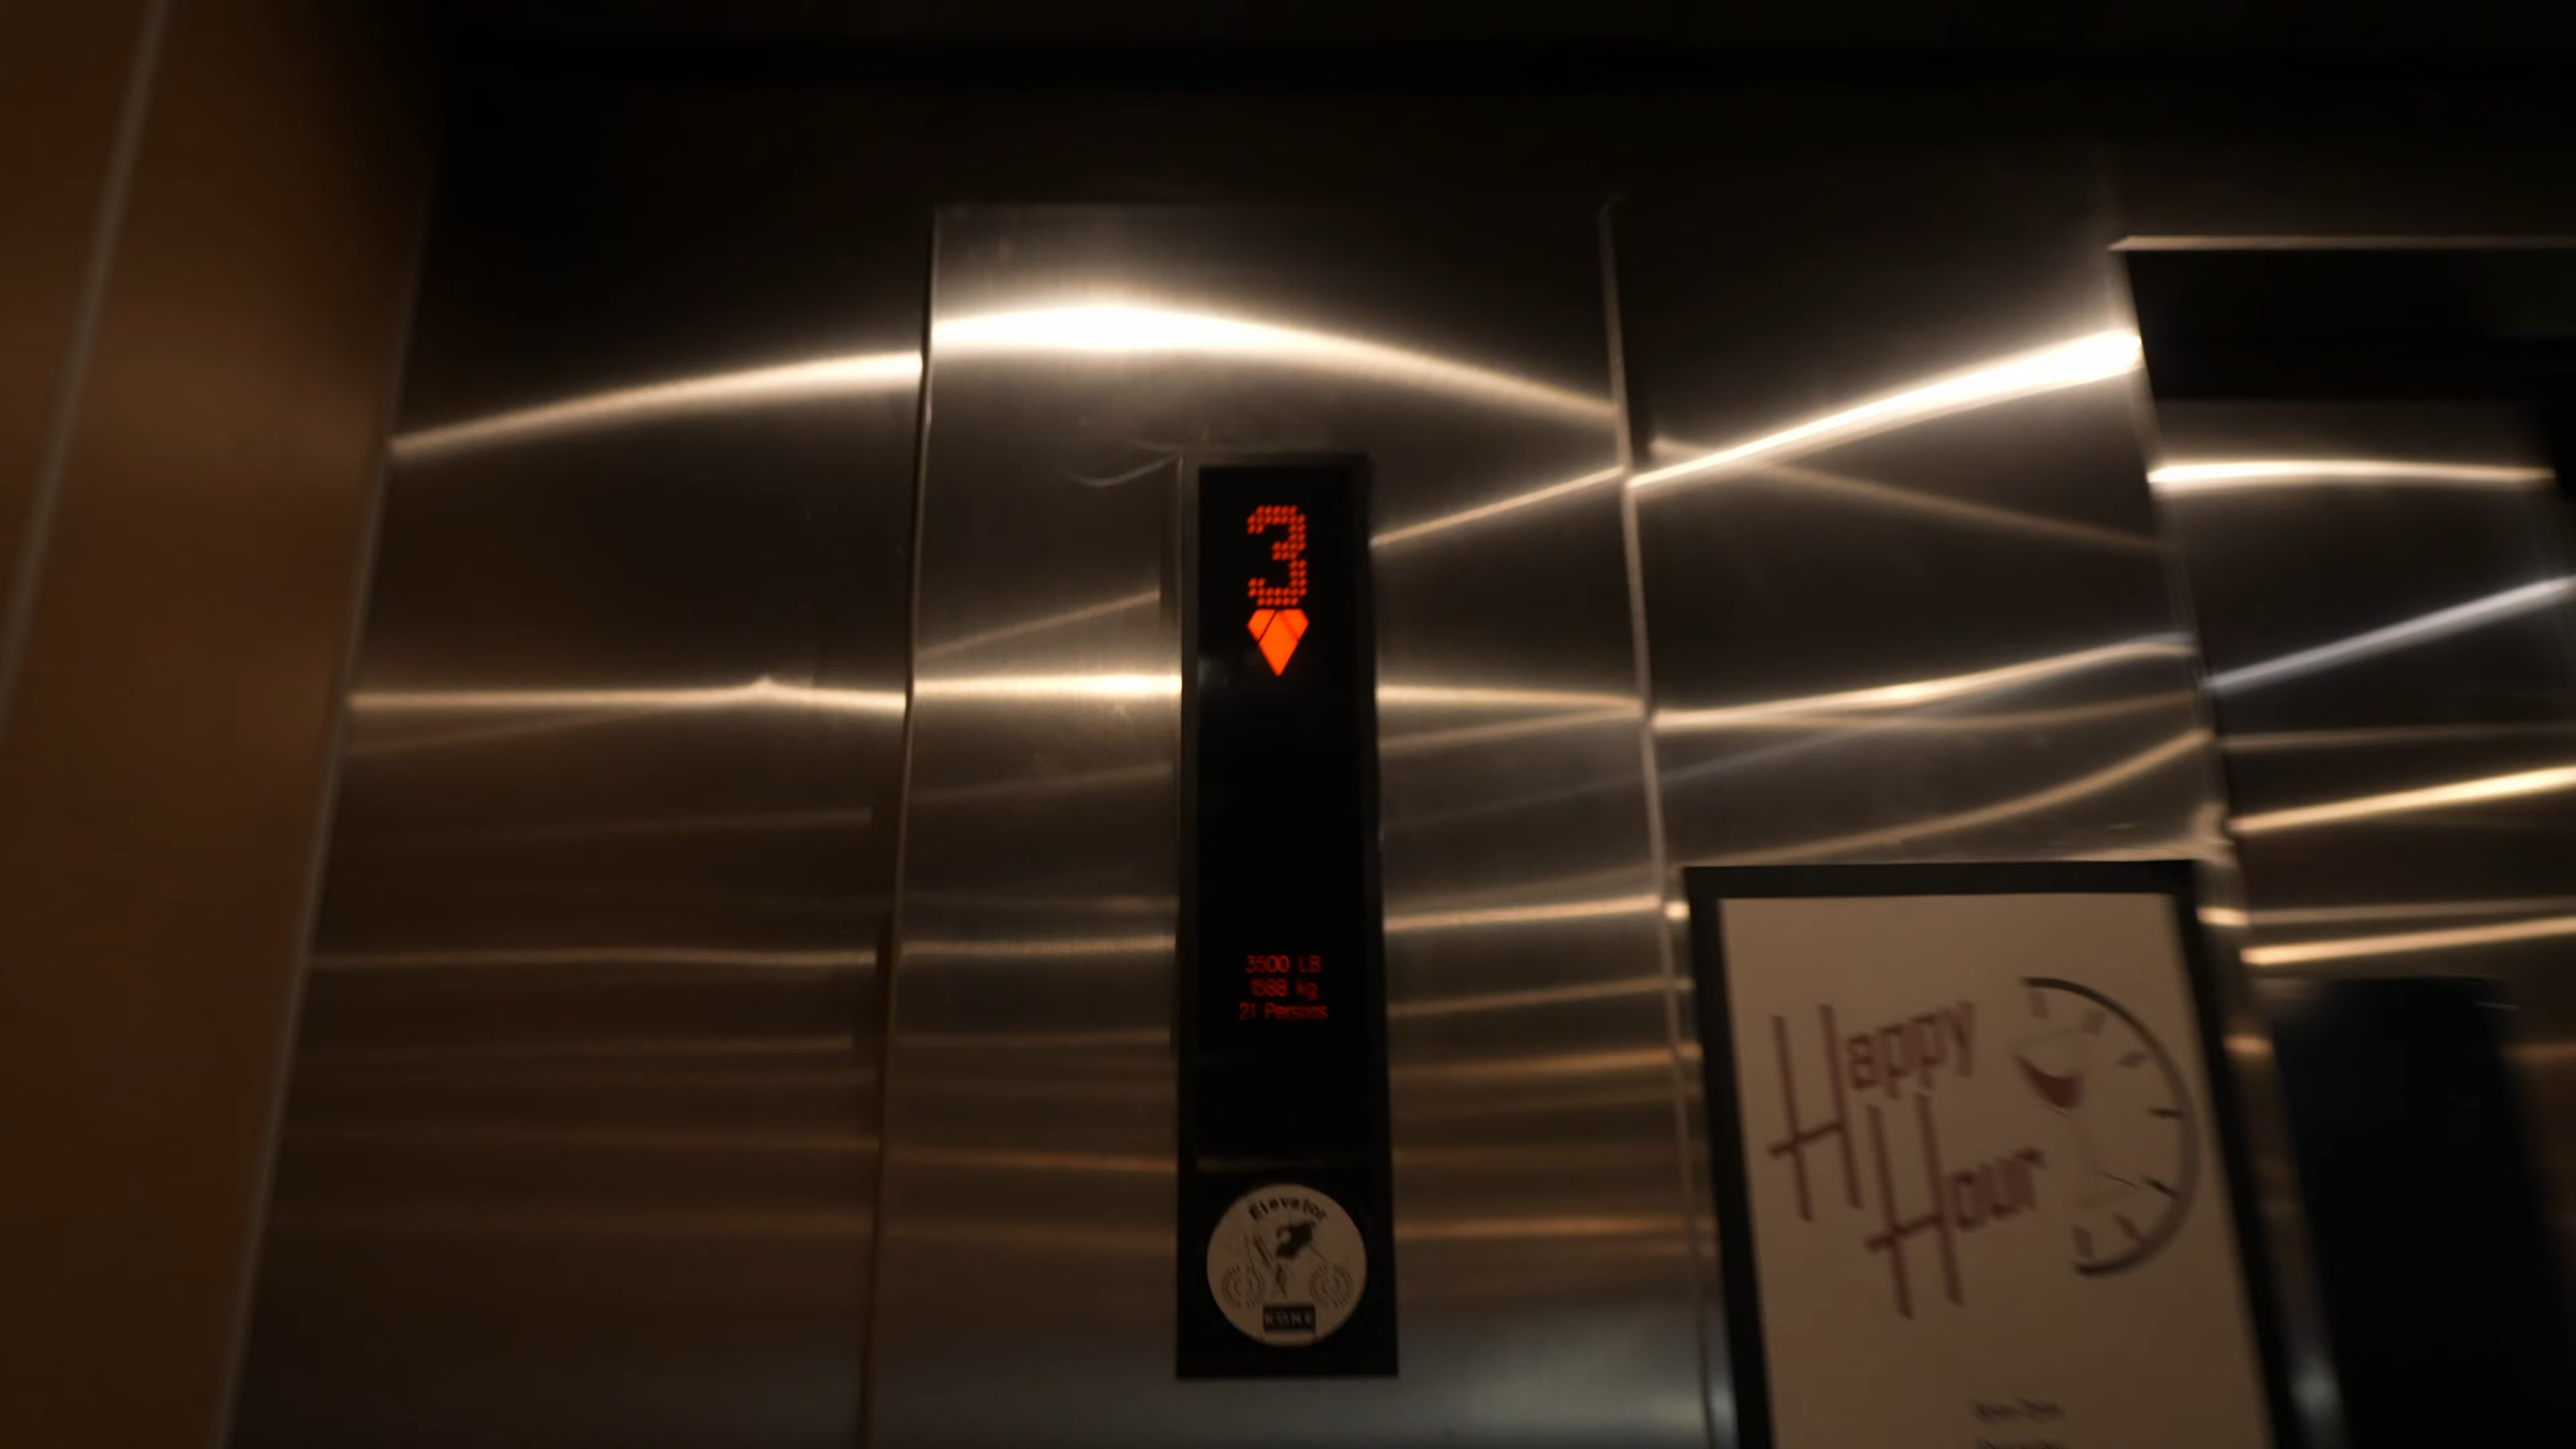 3
3500 LB
1588 kg
21 Persons
Elevator
KONE
Happy
Hour